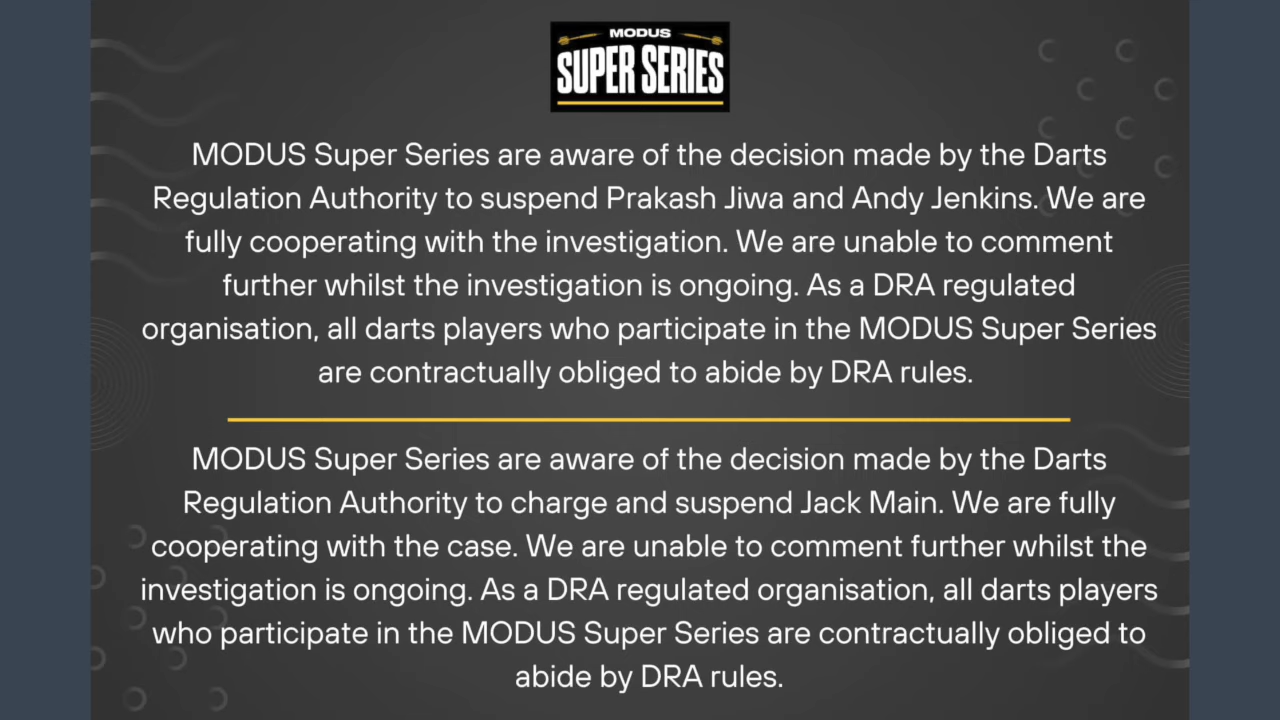 MODUS
SUPER SERIES
MODUS Super Series are aware of the decision made by the Darts
Regulation Authority to suspend Prakash Jiwa and Andy Jenkins. We are
fully cooperating with the investigation. We are unable to comment
further whilst the investigation is ongoing. As a DRA regulated
organisation, all darts players who participate in the MODUS Super Series
are contractually obliged to abide by DRA rules.
MODUS Super Series are aware of the decision made by the Darts
Regulation Authority to charge and suspend Jack Main. We are fully
cooperating with the case. We are unable to comment further whilst the
investigation is ongoing. As a DRA regulated organisation, all darts players
who participate in the MODUS Super Series are contractually obliged to
abide by DRA rules.